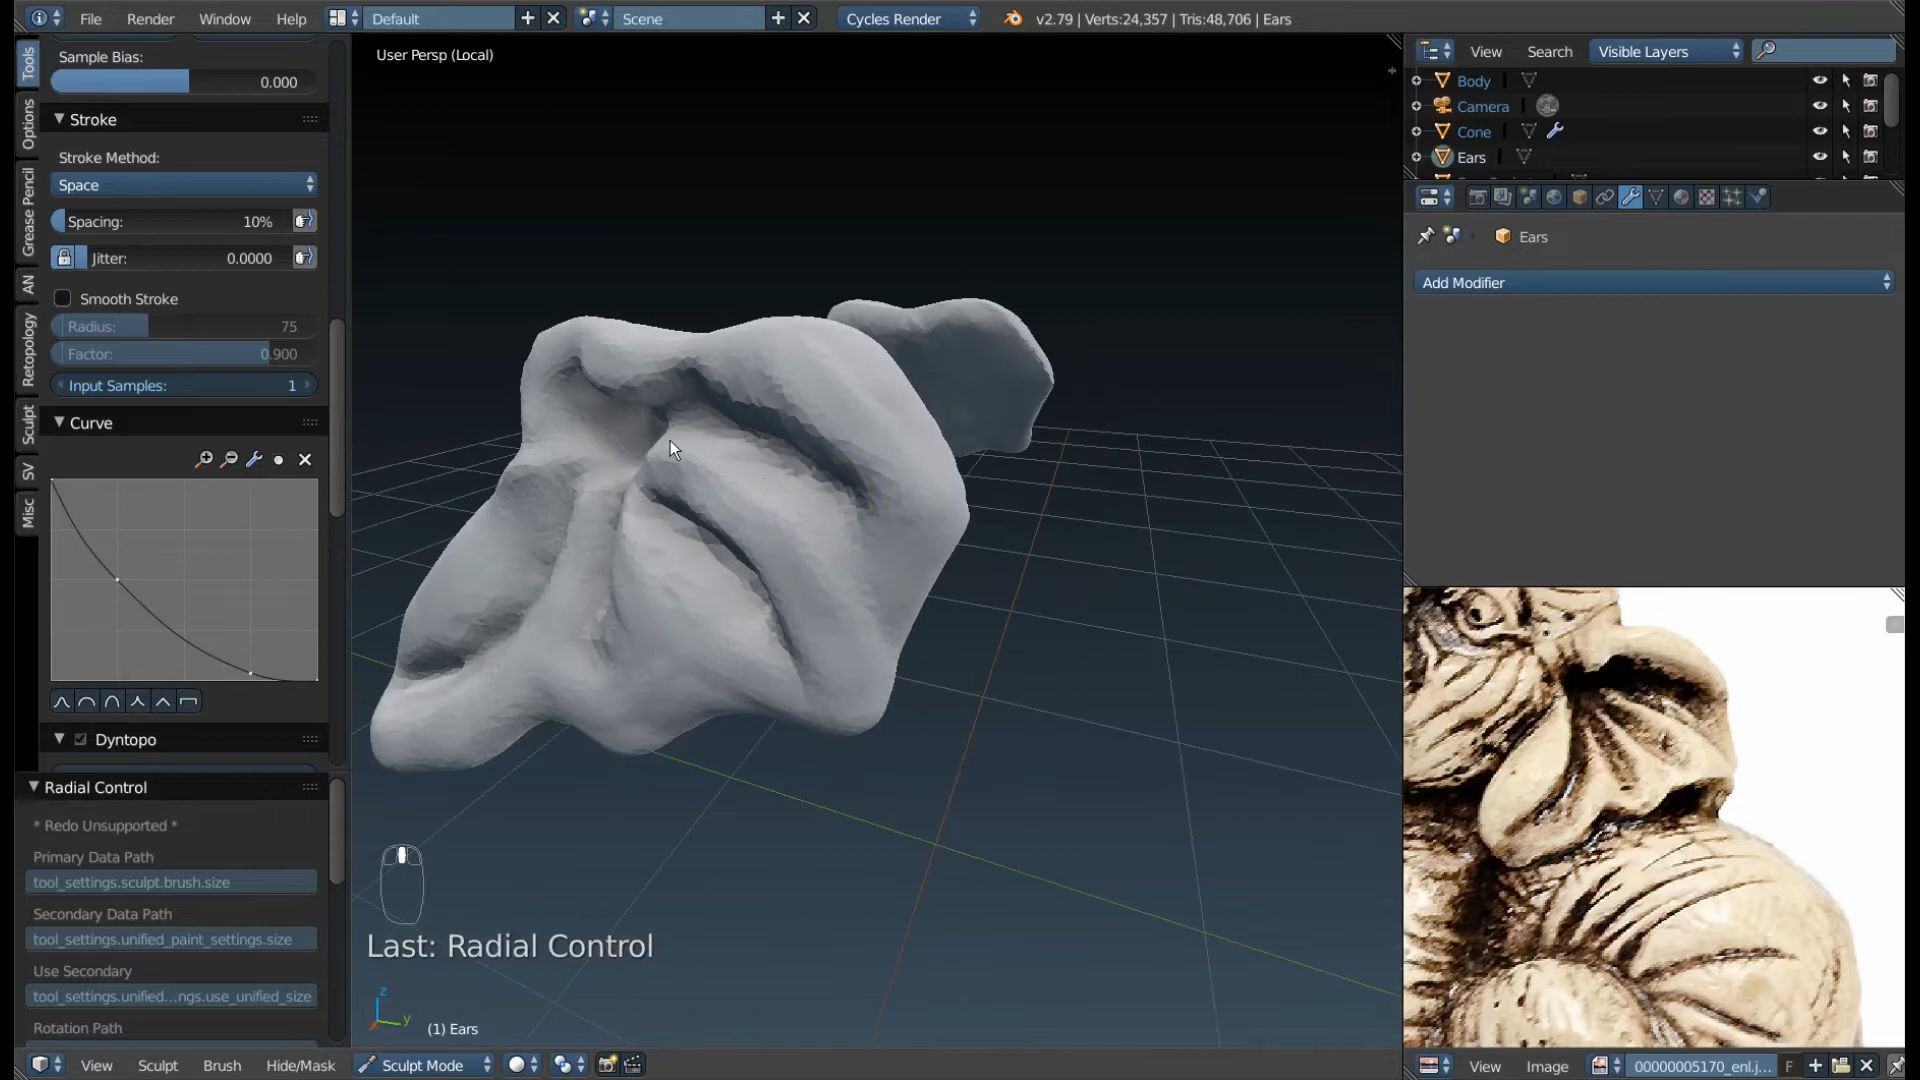 File Render Window Help Default Scene Cycles Render v2.79 | Verts:24,357 | Tris:48,706 | Ears
Tools
Options
Grease Pencil
AN
Retopology
Sculpt
SV
Misc
Sample Bias:
0.000
Stroke
Stroke Method:
Space
Spacing: 10%
Jitter: 0.0000
Smooth Stroke
Radius: 75
Factor: 0.900
Input Samples: 1
Curve
Dyntopo
Radial Control
* Redo Unsupported *
Primary Data Path
tool_settings.sculpt.brush.size
Secondary Data Path
tool_settings.unified_paint_settings.size
Use Secondary
tool_settings.unified...ngs.use_unified_size
Rotation Path
User Persp (Local)
Last: Radial Control
z
y
(1) Ears
View Sculpt Brush Hide/Mask Sculpt Mode
View Search Visible Layers
Body
Camera
Cone
Ears
Ears
Add Modifier
View Image 00000005170_enl.j... F